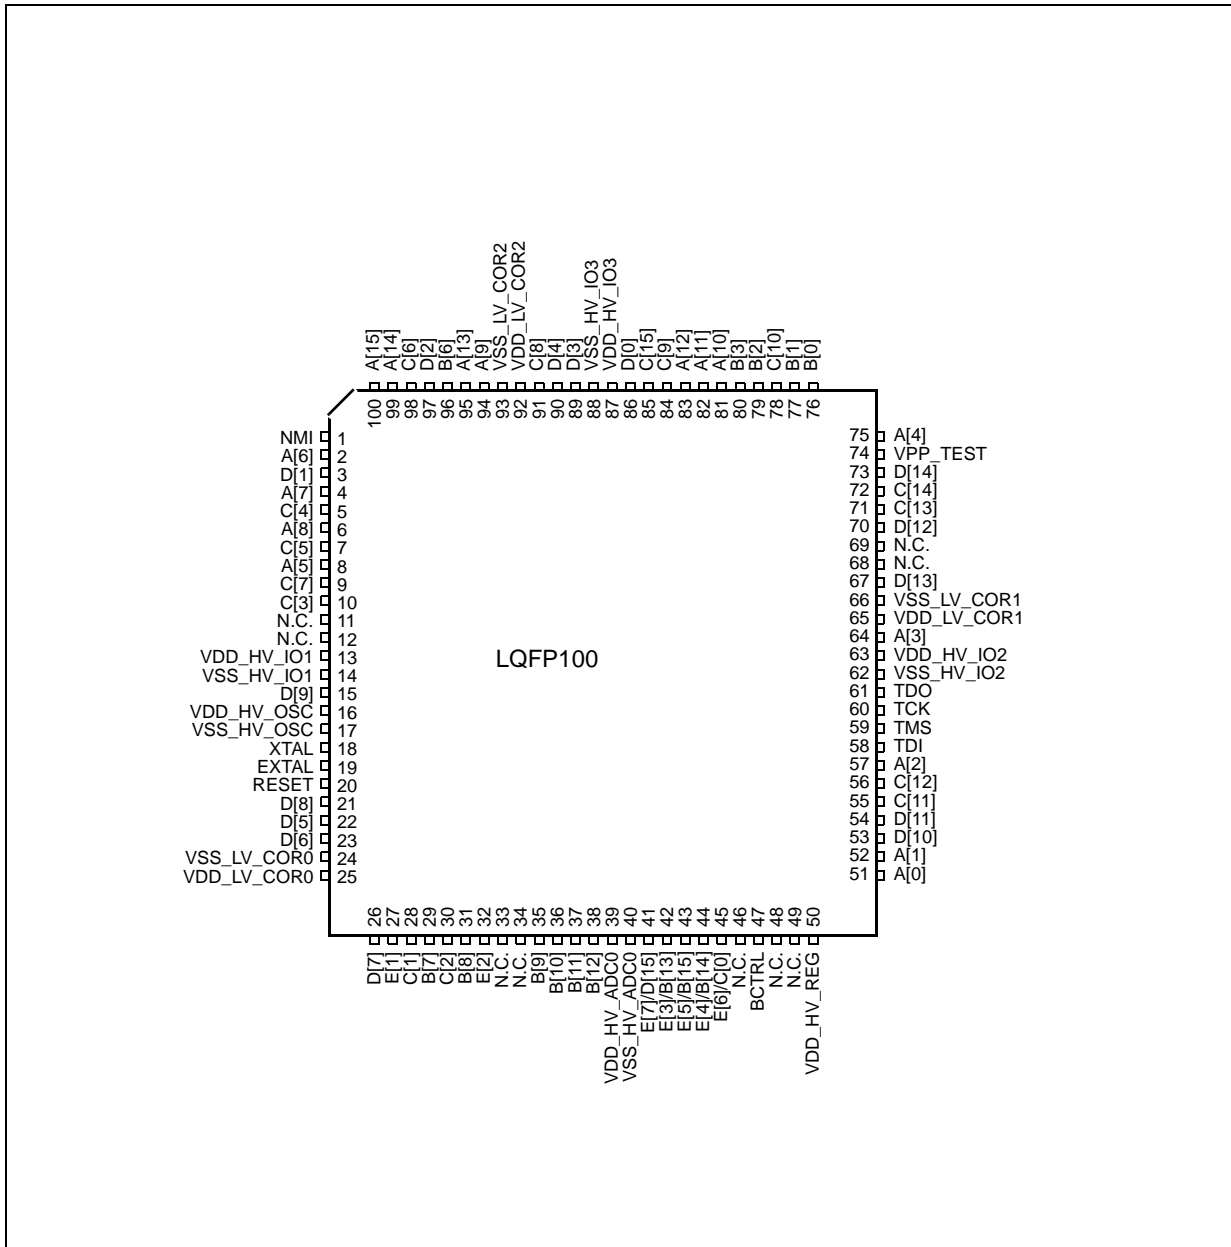 A[15]
A[14]
C[6]
D[2]
B[6]
A[13]
A[9]
VSS_LV_COR2
VDD_LV_COR2
C[8]
D[4]
D[3]
VSS_HV_IO3
VDD_HV_IO3
D[0]
C[15]
C[9]
A[12]
A[11]
A[10]
B[3]
B[2]
C[10]
B[1]
B[0]
100
99
98
97
96
95
94
93
92
91
90
89
88
87
86
85
84
83
82
81
80
79
78
77
76
NMI 1
A[6] 2
D[1] 3
A[7] 4
C[4] 5
A[8] 6
C[5] 7
A[5] 8
C[7] 9
C[3] 10
N.C. 11
N.C. 12
VDD_HV_IO1 13
VSS_HV_IO1 14
D[9] 15
VDD_HV_OSC 16
VSS_HV_OSC 17
XTAL 18
EXTAL 19
RESET 20
D[8] 21
D[5] 22
D[6] 23
VSS_LV_COR0 24
VDD_LV_COR0 25
LQFP100
75 A[4]
74 VPP_TEST
73 D[14]
72 C[14]
71 C[13]
70 D[12]
69 N.C.
68 N.C.
67 D[13]
66 VSS_LV_COR1
65 VDD_LV_COR1
64 A[3]
63 VDD_HV_IO2
62 VSS_HV_IO2
61 TDO
60 TCK
59 TMS
58 TDI
57 A[2]
56 C[12]
55 C[11]
54 D[11]
53 D[10]
52 A[1]
51 A[0]
26
27
28
29
30
31
32
33
34
35
36
37
38
39
40
41
42
43
44
45
46
47
48
49
50
D[7]
E[1]
C[1]
B[7]
C[2]
B[8]
E[2]
N.C.
N.C.
B[9]
B[10]
B[11]
B[12]
VDD_HV_ADC0
VSS_HV_ADC0
E[7]/D[15]
E[3]/B[13]
E[5]/B[15]
E[4]/B[14]
E[6]/C[0]
N.C.
BCTRL
N.C.
N.C.
VDD_HV_REG